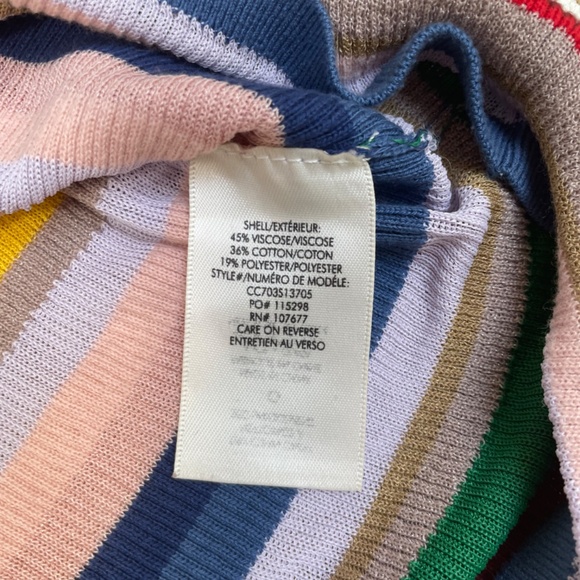 SHELL/EXTÉRIEUR:
45% VISCOSE/VISCOSE
36% COTTON/COTON
19% POLYESTER/POLYESTER
STYLE#/NUMÉRO DE MODÈLE:
CC703S13705
PO# 115298
RN# 107677
CARE ON REVERSE
ENTRETIEN AU VERSO